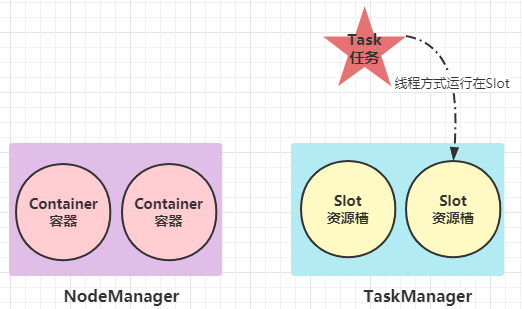 Task
任务
线程方式运行在Slot
Container
容器
Container
容器
Slot
资源槽
Slot
资源槽
NodeManager
TaskManager